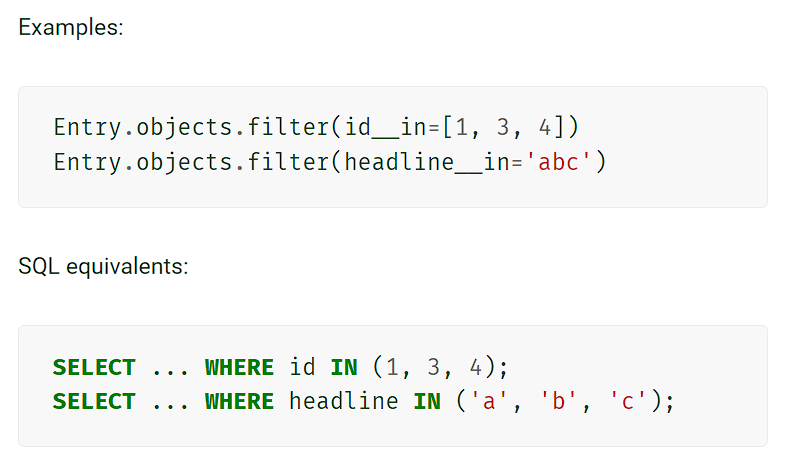 Examples:
Entry.objects.filter(id__in=[1, 3, 4])
Entry.objects.filter(headline__in='abc')
SQL equivalents:
SELECT ... WHERE id IN (1, 3, 4);
SELECT ... WHERE headline IN ('a', 'b', 'c');